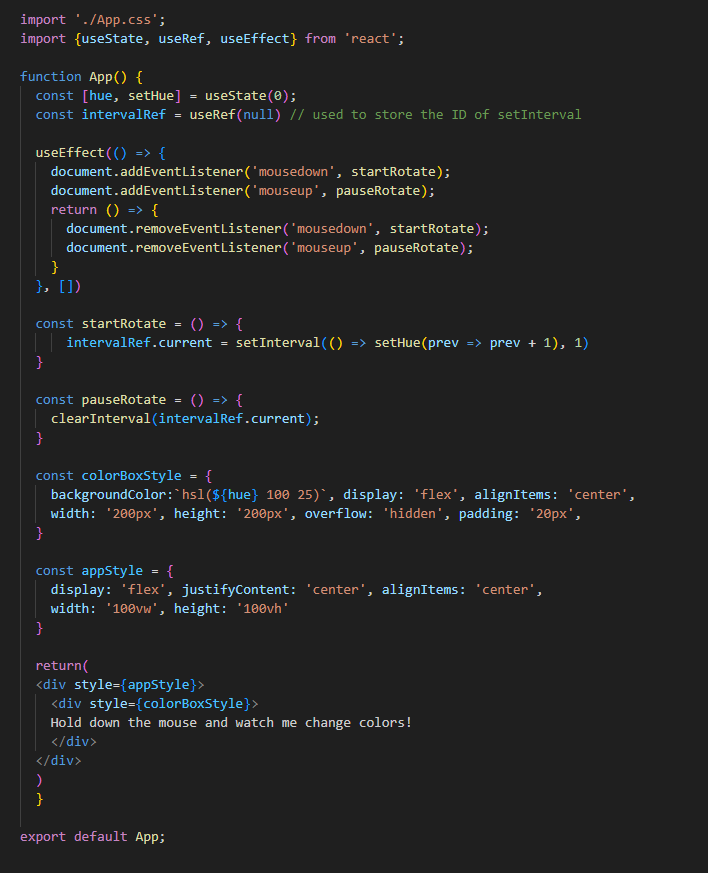 import './App.css';
import {useState, useRef, useEffect} from 'react';
function App() {
const [hue, setHue] = useState(0);
const intervalRef = useRef(null) // used to store the ID of setInterval
useEffect(() => {
document.addEventListener('mousedown', startRotate);
document.addEventListener('mouseup', pauseRotate);
return () => {
document.removeEventListener('mousedown', startRotate);
document.removeEventListener('mouseup', pauseRotate);
}
}, [])
const startRotate = () => {
intervalRef.current = setInterval(() => setHue(prev => prev + 1), 1)
}
const pauseRotate = () => {
clearInterval(intervalRef.current);
}
const colorBoxStyle = {
backgroundColor:`hsl(${hue} 100 25)`, display: 'flex', alignItems: 'center',
width: '200px', height: '200px', overflow: 'hidden', padding: '20px',
}
const appStyle = {
display: 'flex', justifyContent: 'center', alignItems: 'center',
width: '100vw', height: '100vh'
}
return(
<div style={appStyle}>
<div style={colorBoxStyle}>
Hold down the mouse and watch me change colors!
</div>
</div>
)
}
export default App;